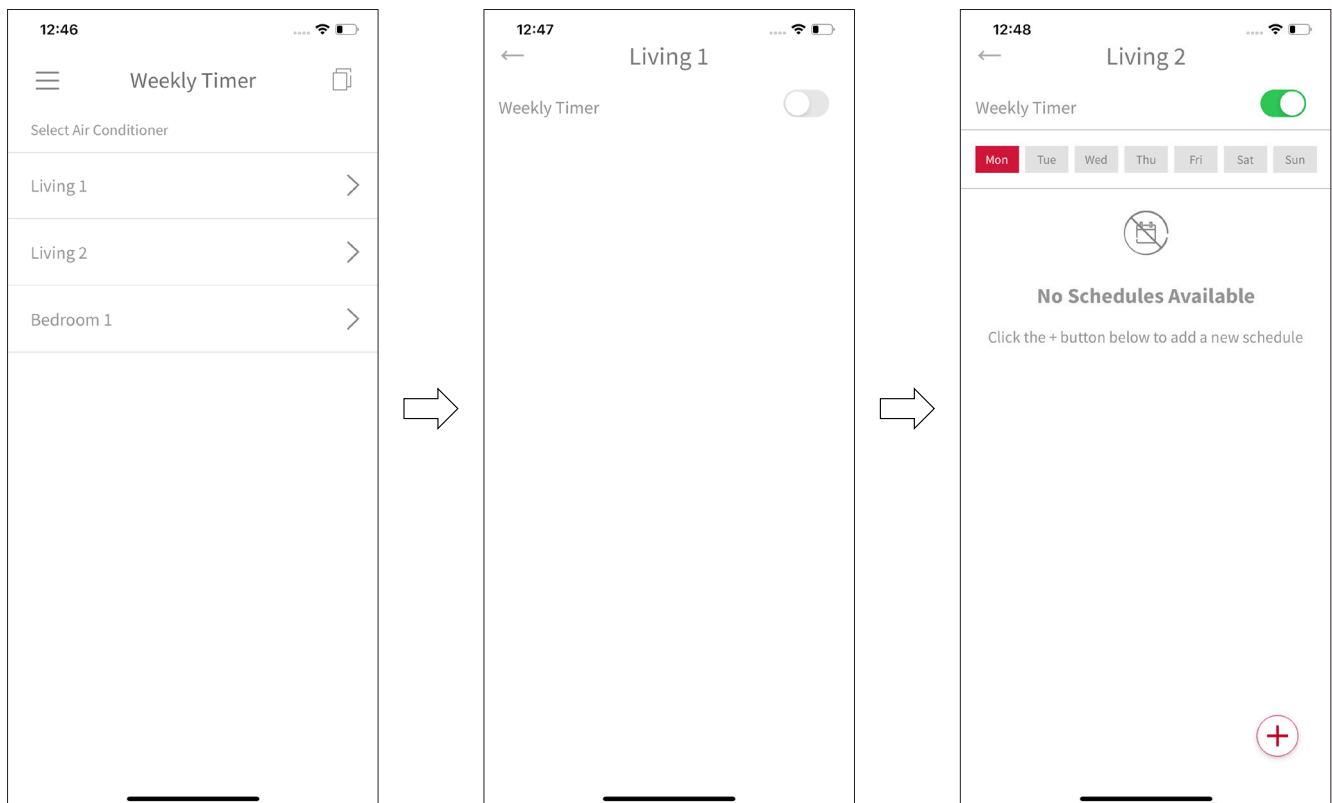 12:46
Weekly Timer
Select Air Conditioner
Living 1
Living 2
Bedroom 1
12:47
Living 1
Weekly Timer
12:48
Living 2
Weekly Timer
Mon Tue Wed Thu Fri Sat Sun
No Schedules Available
Click the + button below to add a new schedule